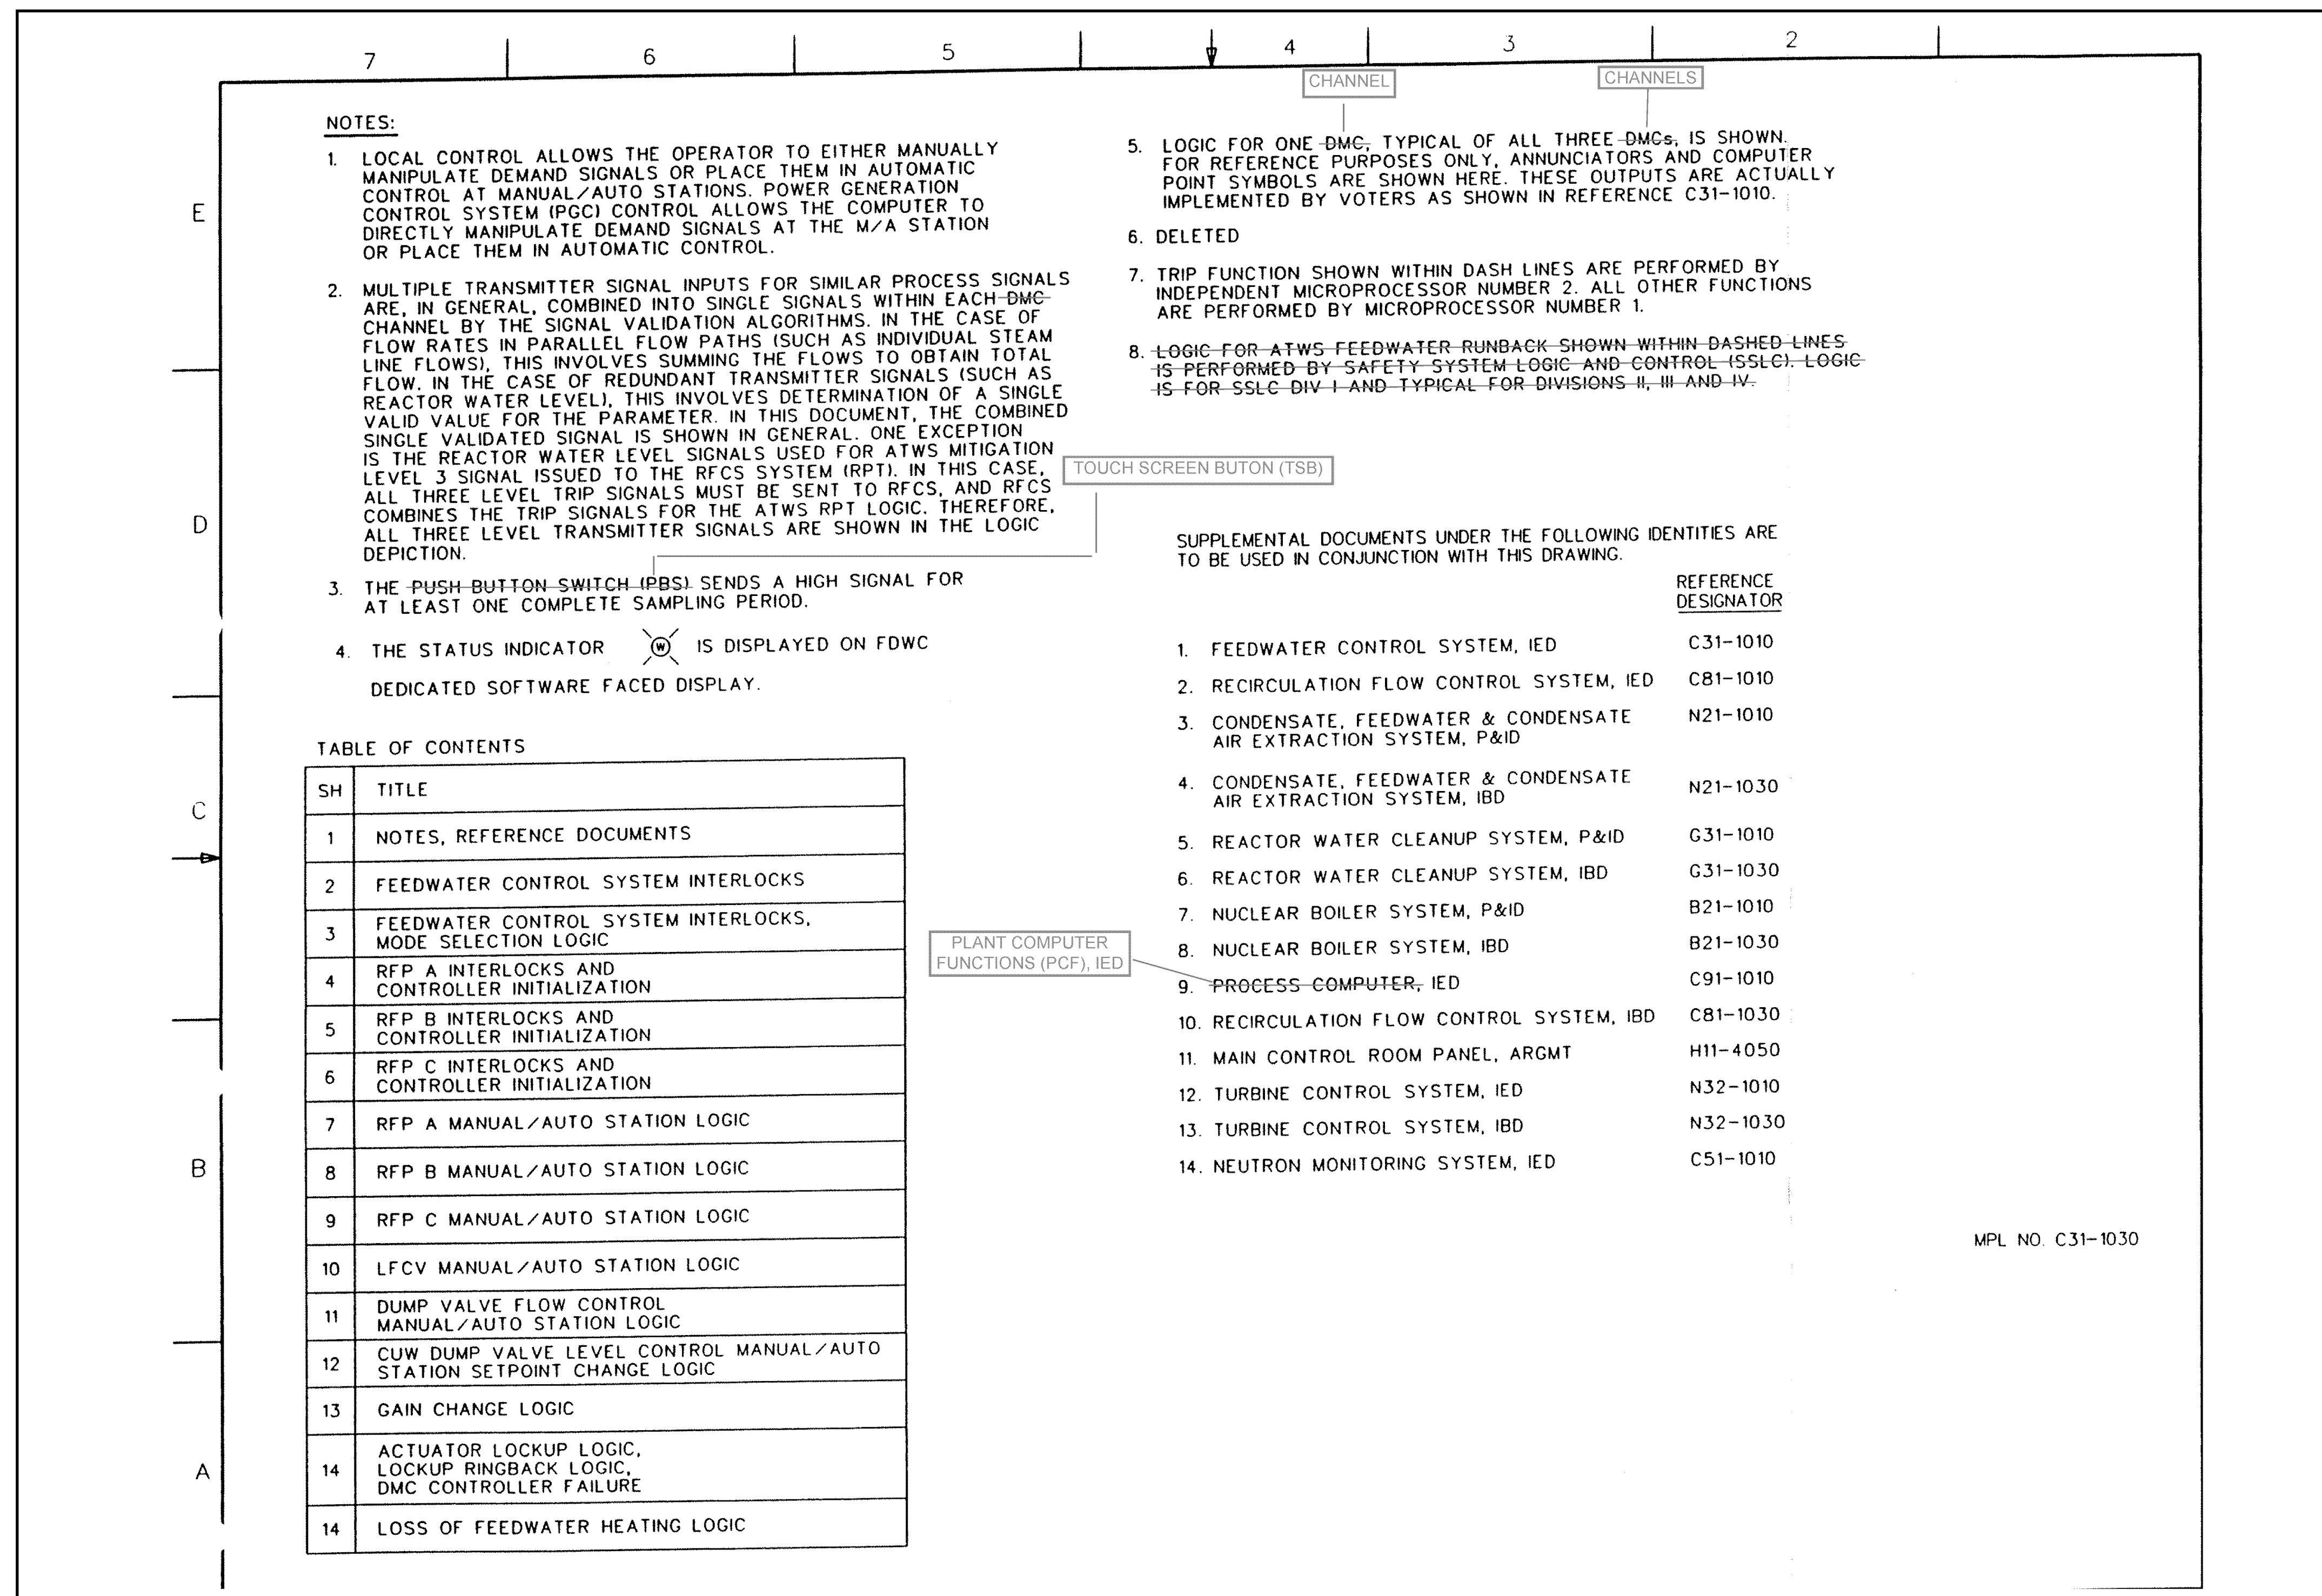 7 6 5 4 3 2
E
D
C
B
A
CHANNEL
CHANNELS
NOTES:
1. LOCAL CONTROL ALLOWS THE OPERATOR TO EITHER MANUALLY
MANIPULATE DEMAND SIGNALS OR PLACE THEM IN AUTOMATIC
CONTROL AT MANUAL/AUTO STATIONS. POWER GENERATION
CONTROL SYSTEM (PGC) CONTROL ALLOWS THE COMPUTER TO
DIRECTLY MANIPULATE DEMAND SIGNALS AT THE M/A STATION
OR PLACE THEM IN AUTOMATIC CONTROL.
2. MULTIPLE TRANSMITTER SIGNAL INPUTS FOR SIMILAR PROCESS SIGNALS
ARE, IN GENERAL, COMBINED INTO SINGLE SIGNALS WITHIN EACH DMC
CHANNEL BY THE SIGNAL VALIDATION ALGORITHMS. IN THE CASE OF
FLOW RATES IN PARALLEL FLOW PATHS (SUCH AS INDIVIDUAL STEAM
LINE FLOWS), THIS INVOLVES SUMMING THE FLOWS TO OBTAIN TOTAL
FLOW. IN THE CASE OF REDUNDANT TRANSMITTER SIGNALS (SUCH AS
REACTOR WATER LEVEL), THIS INVOLVES DETERMINATION OF A SINGLE
VALID VALUE FOR THE PARAMETER. IN THIS DOCUMENT, THE COMBINED
SINGLE VALIDATED SIGNAL IS SHOWN IN GENERAL. ONE EXCEPTION
IS THE REACTOR WATER LEVEL SIGNALS USED FOR ATWS MITIGATION
LEVEL 3 SIGNAL ISSUED TO THE RFCS SYSTEM (RPT). IN THIS CASE,
ALL THREE LEVEL TRIP SIGNALS MUST BE SENT TO RFCS, AND RFCS
COMBINES THE TRIP SIGNALS FOR THE ATWS RPT LOGIC. THEREFORE,
ALL THREE LEVEL TRANSMITTER SIGNALS ARE SHOWN IN THE LOGIC
DEPICTION.
TOUCH SCREEN BUTON (TSB)
3. THE PUSH BUTTON SWITCH (PBS) SENDS A HIGH SIGNAL FOR
AT LEAST ONE COMPLETE SAMPLING PERIOD.
4. THE STATUS INDICATOR W IS DISPLAYED ON FDWC
DEDICATED SOFTWARE FACED DISPLAY.
5. LOGIC FOR ONE DMC, TYPICAL OF ALL THREE DMCs, IS SHOWN.
FOR REFERENCE PURPOSES ONLY, ANNUNCIATORS AND COMPUTER
POINT SYMBOLS ARE SHOWN HERE. THESE OUTPUTS ARE ACTUALLY
IMPLEMENTED BY VOTERS AS SHOWN IN REFERENCE C31-1010.
6. DELETED
7. TRIP FUNCTION SHOWN WITHIN DASH LINES ARE PERFORMED BY
INDEPENDENT MICROPROCESSOR NUMBER 2. ALL OTHER FUNCTIONS
ARE PERFORMED BY MICROPROCESSOR NUMBER 1.
8. LOGIC FOR ATWS FEEDWATER RUNBACK SHOWN WITHIN DASHED LINES
IS PERFORMED BY SAFETY SYSTEM LOGIC AND CONTROL (SSLC). LOGIC
IS FOR SSLC DIV I AND TYPICAL FOR DIVISIONS II, III AND IV.
TABLE OF CONTENTS
SH TITLE
1 NOTES, REFERENCE DOCUMENTS
2 FEEDWATER CONTROL SYSTEM INTERLOCKS
3 FEEDWATER CONTROL SYSTEM INTERLOCKS,
MODE SELECTION LOGIC
4 RFP A INTERLOCKS AND
CONTROLLER INITIALIZATION
5 RFP B INTERLOCKS AND
CONTROLLER INITIALIZATION
6 RFP C INTERLOCKS AND
CONTROLLER INITIALIZATION
7 RFP A MANUAL/AUTO STATION LOGIC
8 RFP B MANUAL/AUTO STATION LOGIC
9 RFP C MANUAL/AUTO STATION LOGIC
10 LFCV MANUAL/AUTO STATION LOGIC
11 DUMP VALVE FLOW CONTROL
MANUAL/AUTO STATION LOGIC
12 CUW DUMP VALVE LEVEL CONTROL MANUAL/AUTO
STATION SETPOINT CHANGE LOGIC
13 GAIN CHANGE LOGIC
14 ACTUATOR LOCKUP LOGIC,
LOCKUP RINGBACK LOGIC,
DMC CONTROLLER FAILURE
14 LOSS OF FEEDWATER HEATING LOGIC
SUPPLEMENTAL DOCUMENTS UNDER THE FOLLOWING IDENTITIES ARE
TO BE USED IN CONJUNCTION WITH THIS DRAWING.
REFERENCE
DESIGNATOR
1. FEEDWATER CONTROL SYSTEM, IED C31-1010
2. RECIRCULATION FLOW CONTROL SYSTEM, IED C81-1010
3. CONDENSATE, FEEDWATER & CONDENSATE N21-1010
AIR EXTRACTION SYSTEM, P&ID
4. CONDENSATE, FEEDWATER & CONDENSATE N21-1030
AIR EXTRACTION SYSTEM, IBD
5. REACTOR WATER CLEANUP SYSTEM, P&ID G31-1010
6. REACTOR WATER CLEANUP SYSTEM, IBD G31-1030
7. NUCLEAR BOILER SYSTEM, P&ID B21-1010
8. NUCLEAR BOILER SYSTEM, IBD B21-1030
PLANT COMPUTER
FUNCTIONS (PCF), IED
9. PROCESS COMPUTER, IED C91-1010
10. RECIRCULATION FLOW CONTROL SYSTEM, IBD C81-1030
11. MAIN CONTROL ROOM PANEL, ARGMT H11-4050
12. TURBINE CONTROL SYSTEM, IED N32-1010
13. TURBINE CONTROL SYSTEM, IBD N32-1030
14. NEUTRON MONITORING SYSTEM, IED C51-1010
MPL NO. C31-1030